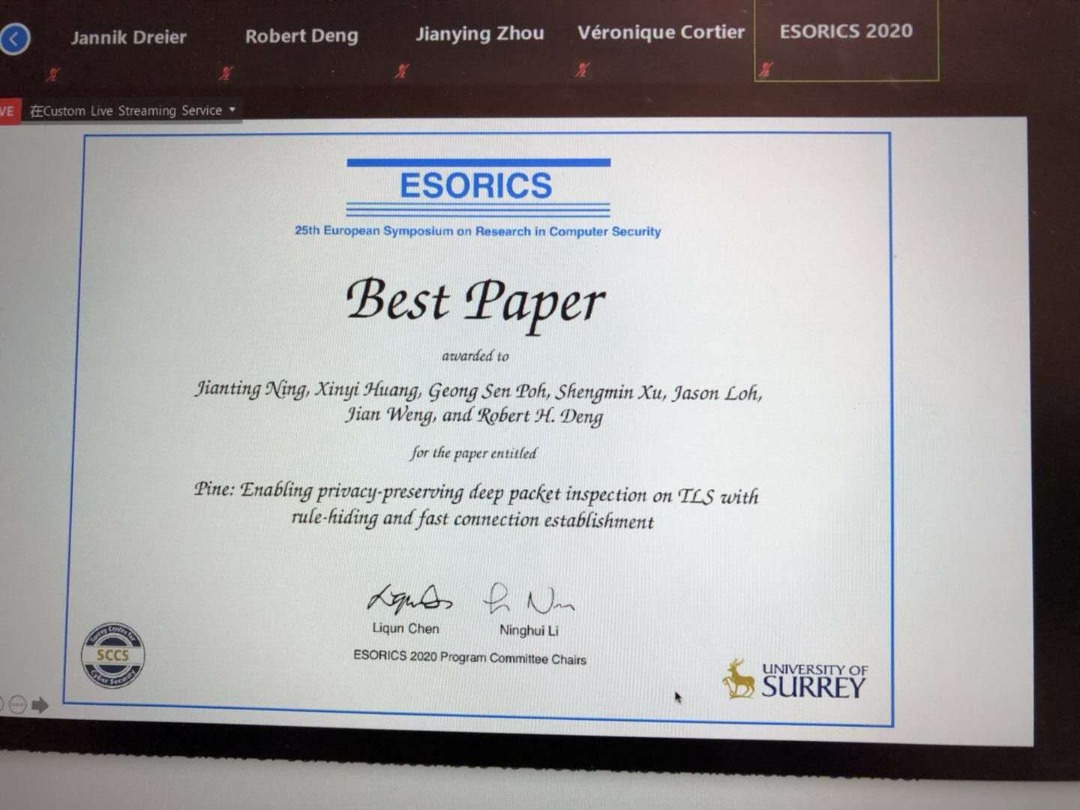 Jannik Dreier
Robert Deng
Jianying Zhou
Véronique Cortier
ESORICS 2020
VE
在Custom Live Streaming Service
ESORICS
25th European Symposium on Research in Computer Security
Best Paper
awarded to
Jianting Ning, Xinyi Huang, Geong Sen Poh, Shengmin Xu, Jason Loh,
Jian Weng, and Robert H. Deng
for the paper entitled
Pine: Enabling privacy-preserving deep packet inspection on TLS with
rule-hiding and fast connection establishment
Liqun Chen
Ninghui Li
ESORICS 2020 Program Committee Chairs
Surrey Centre for
SCCS
Cyber Security
UNIVERSITY OF
SURREY